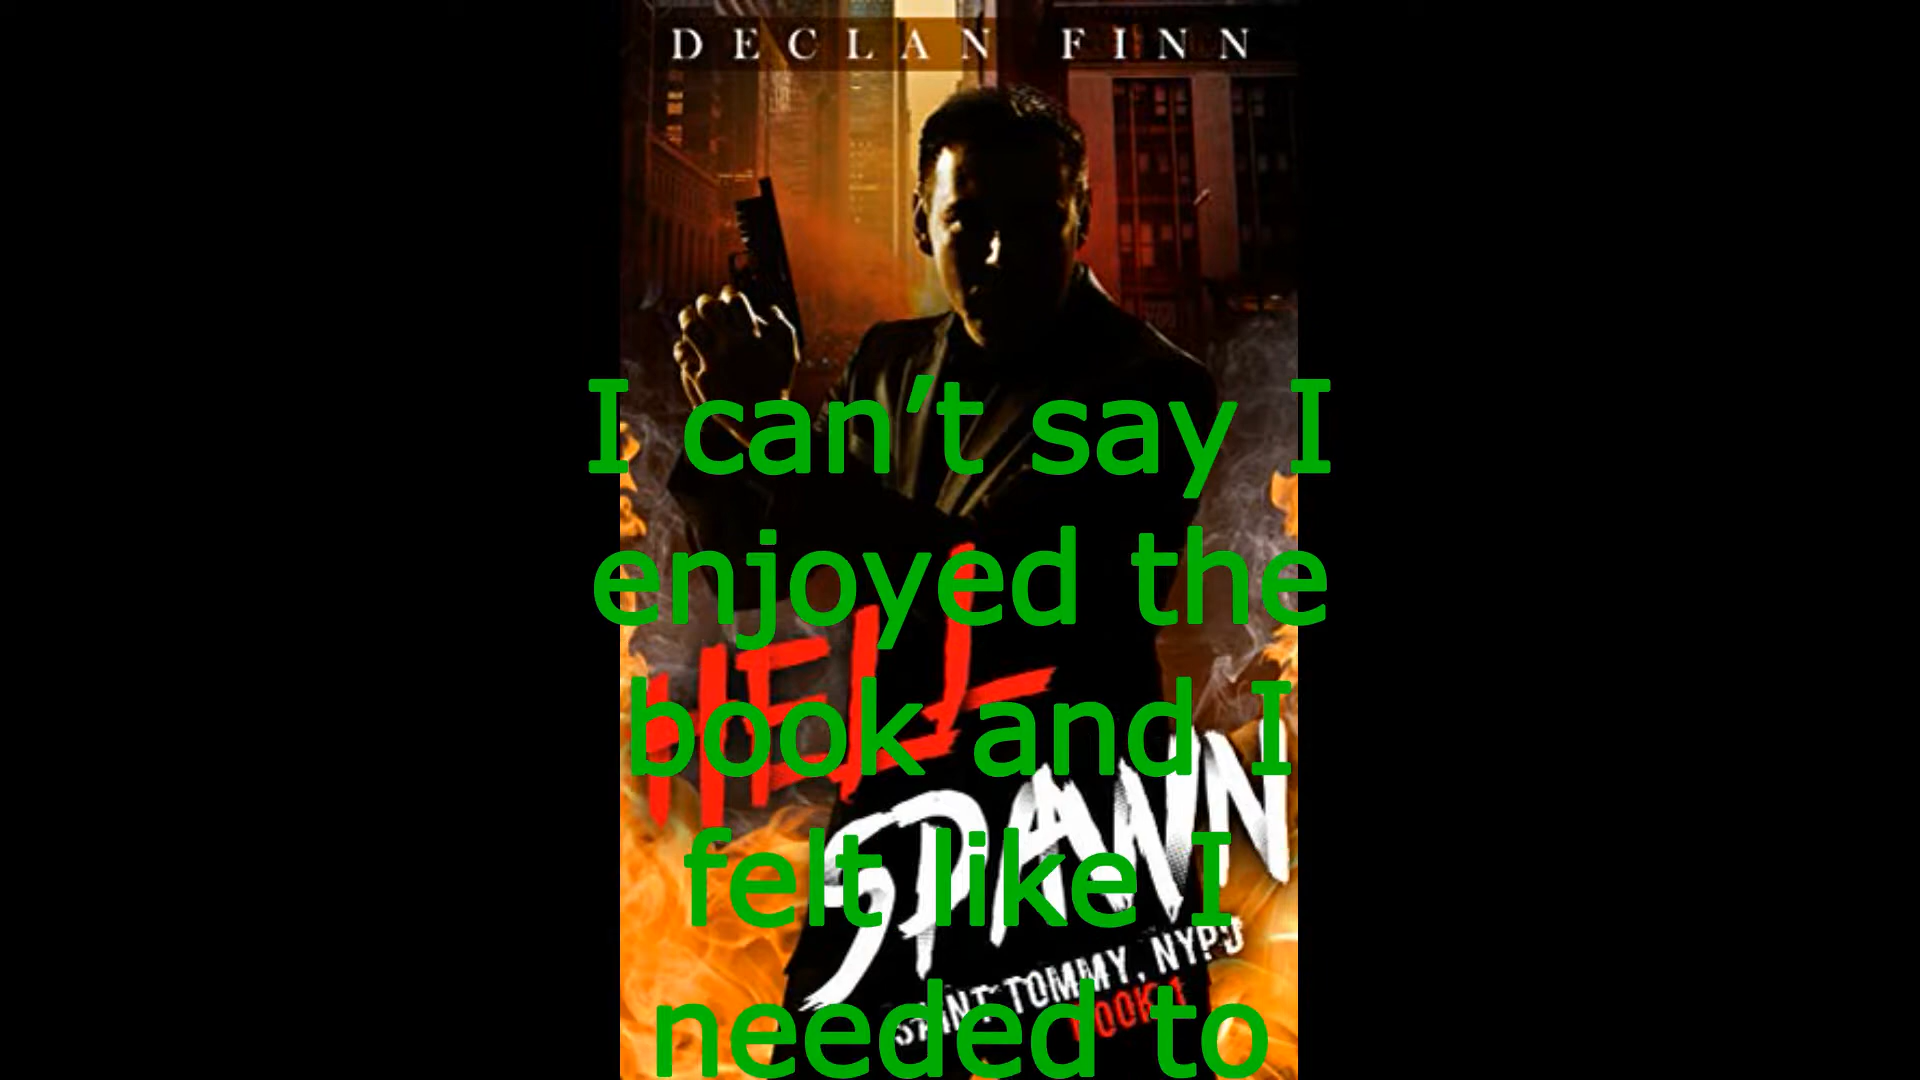 DECLAN FINN
I can’t say I
enjoyed the
book and I
felt like I
needed to
HELL
SPAWN
SAINT TOMMY, NYPD
BOOK 1